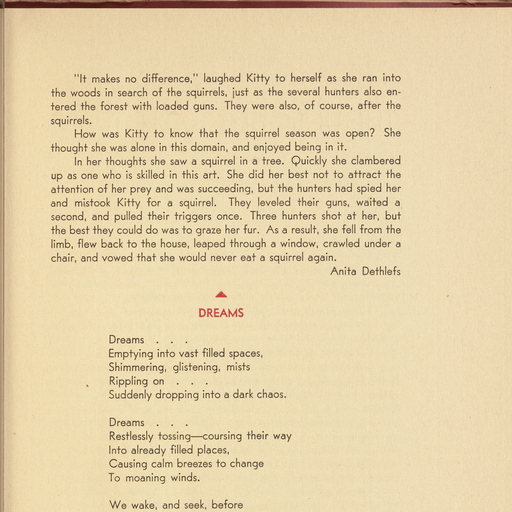 "It makes no difference," laughed Kitty to herself as she ran into
the woods in search of the squirrels, just as the several hunters also en-
tered the forest with loaded guns. They were also, of course, after the
squirrels.
How was Kitty to know that the squirrel season was open? She
thought she was alone in this domain, and enjoyed being in it.
In her thoughts she saw a squirrel in a tree. Quickly she clambered
up as one who is skilled in this art. She did her best not to attract the
attention of her prey and was succeeding, but the hunters had spied her
and mistook Kitty for a squirrel. They leveled their guns, waited a
second, and pulled their triggers once. Three hunters shot at her, but
the best they could do was to graze her fur. As a result, she fell from the
limb, flew back to the house, leaped through a window, crawled under a
chair, and vowed that she would never eat a squirrel again.
Anita Dethlefs
DREAMS
Dreams . . .
Emptying into vast filled spaces,
Shimmering, glistening, mists
Rippling on . . .
Suddenly dropping into a dark chaos.
Dreams . . .
Restlessly tossing—coursing their way
Into already filled places,
Causing calm breezes to change
To moaning winds.
We wake, and seek, before